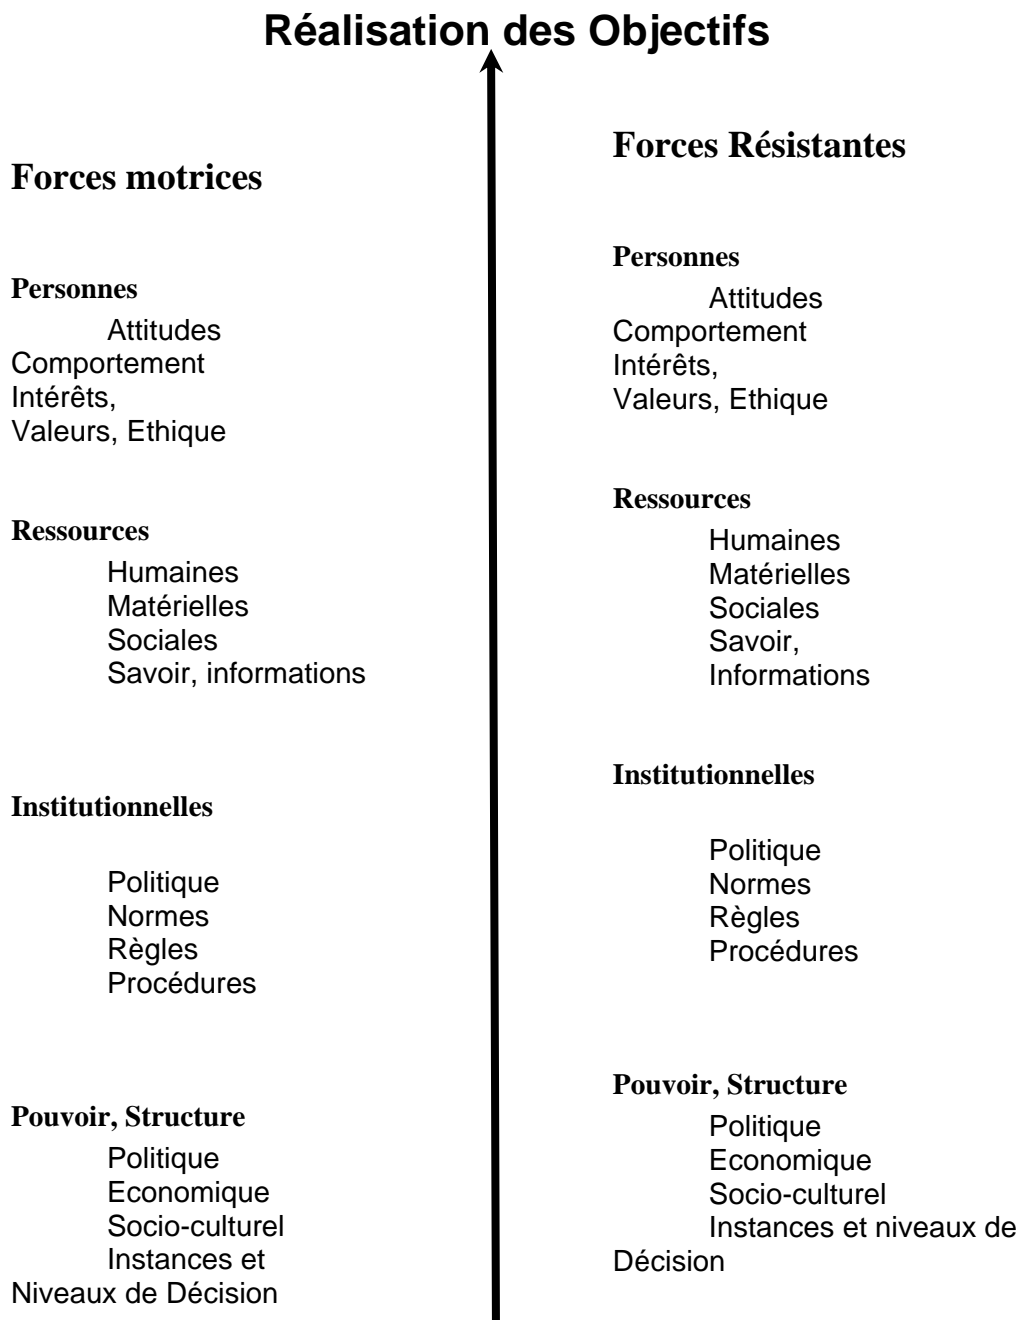 Réalisation des Objectifs
Forces motrices
Personnes
Attitudes
Comportement
Intérêts,
Valeurs, Ethique
Ressources
Humaines
Matérielles
Sociales
Savoir, informations
Institutionnelles
Politique
Normes
Règles
Procédures
Pouvoir, Structure
Politique
Economique
Socio-culturel
Instances et
Niveaux de Décision
Forces Résistantes
Personnes
Attitudes
Comportement
Intérêts,
Valeurs, Ethique
Ressources
Humaines
Matérielles
Sociales
Savoir,
Informations
Institutionnelles
Politique
Normes
Règles
Procédures
Pouvoir, Structure
Politique
Economique
Socio-culturel
Instances et niveaux de
Décision